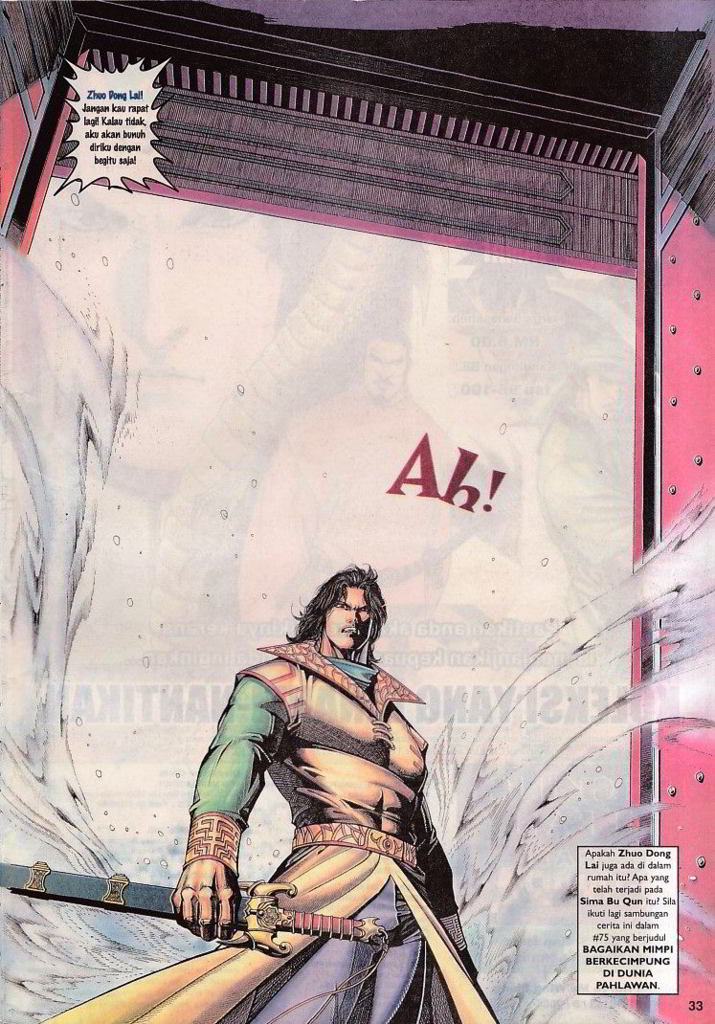 Zhuo Dong Lai!
Jangan kau rapat
lagi! Kalau tidak,
aku akan bunuh
diriku dengan
begitu saja!
Ah!
Apakah Zhuo Dong
Lai juga ada di dalam
rumah itu? Apa yang
telah terjadi pada
Sima Bu Qun itu? Sila
ikuti lagi sambungan
cerita ini dalam
#75 yang berjudul
BAGAIKAN MIMPI
BERKECIMPUNG
DI DUNIA
PAHLAWAN.
33